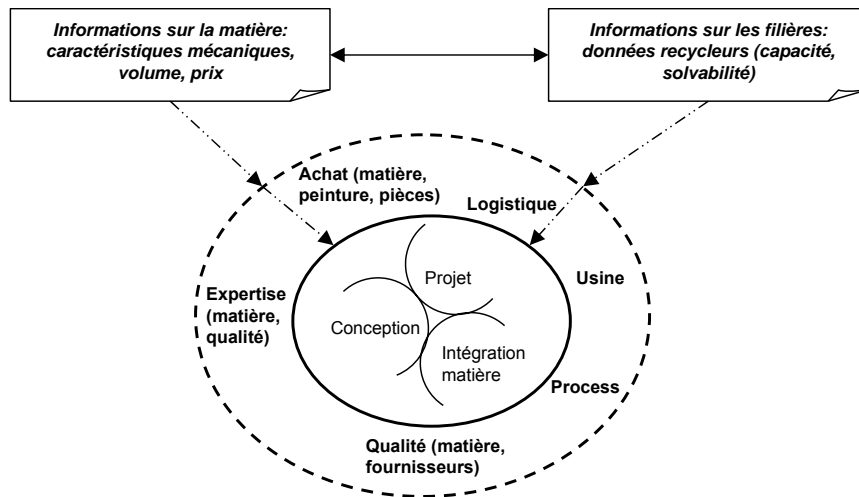 Informations sur la matière:
caractéristiques mécaniques,
volume, prix
Informations sur les filières:
données recycleurs (capacité,
solvabilité)
Achat (matière,
peinture, pièces)
Logistique
Projet
Usine
Expertise
(matière,
qualité)
Conception
Intégration
matière
Process
Qualité (matière,
fournisseurs)